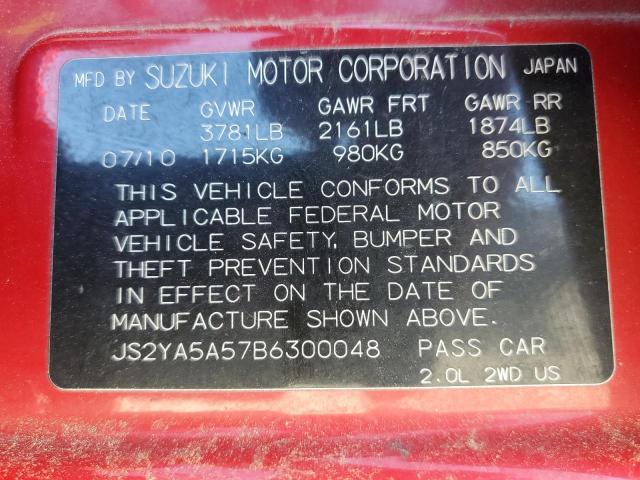 MFD BY SUZUKI MOTOR CORPORATION JAPAN
DATE GVWR GAWR FRT GAWR RR
3781LB 2161LB 1874LB
07/10 1715KG 980KG 850KG
THIS VEHICLE CONFORMS TO ALL
APPLICABLE FEDERAL MOTOR
VEHICLE SAFETY, BUMPER AND
THEFT PREVENTION STANDARDS
IN EFFECT ON THE DATE OF
MANUFACTURE SHOWN ABOVE.
JS2YA5A57B6300048 PASS CAR
2.0L 2WD US